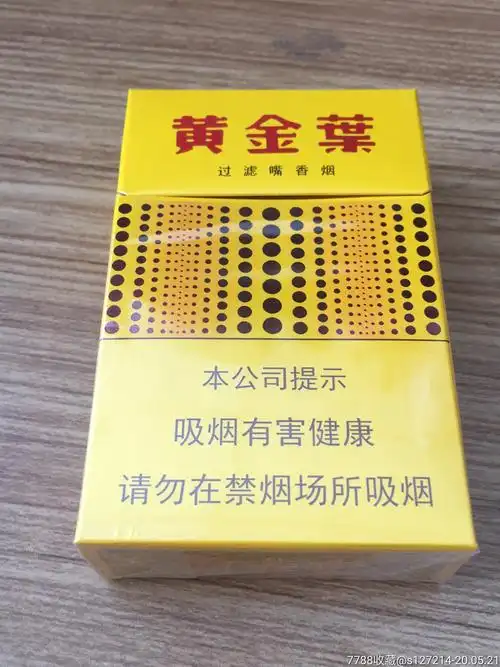 黄金葉
过滤嘴香烟
本公司提示
吸烟有害健康
请勿在禁烟场所吸烟
7788收藏@s127214-20.05.21